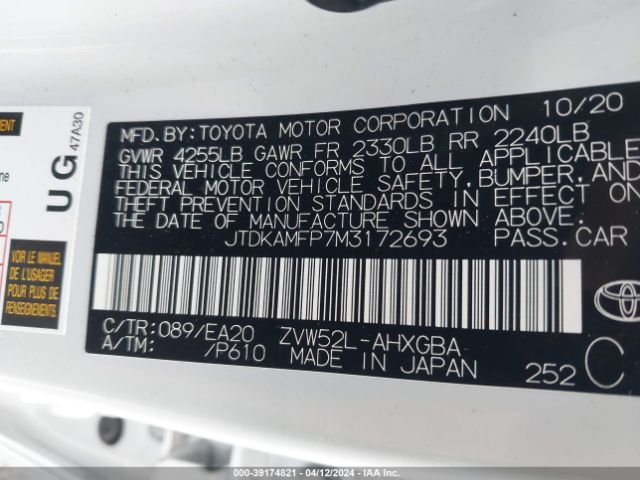 MFD. BY: TOYOTA MOTOR CORPORATION 10/20
GVWR 4255LB GAWR FR 2330LB RR 2240LB
THIS VEHICLE CONFORMS TO ALL APPLICABLE
FEDERAL MOTOR VEHICLE SAFETY, BUMPER, AND
THEFT PREVENTION STANDARDS IN EFFECT ON
THE DATE OF MANUFACTURE SHOWN ABOVE.
JTDKAMFP7M3172693 PASS. CAR
C/TR: 089/EA20 ZVW52L-AHXGBA
A/TM: /P610 MADE IN JAPAN
252 C
UG
47A30
VOIR LE MANUEL
DE L'USAGER
POUR PLUS DE
RENSEIGNEMENTS.
000-39174821 - 04/12/2024 - IAA Inc.